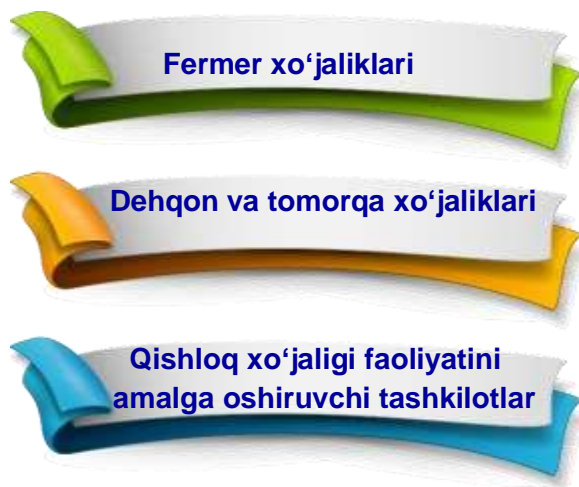 Fermer xo‘jaliklari
Dehqon va tomorqa xo‘jaliklari
Qishloq xo‘jaligi faoliyatini
amalga oshiruvchi tashkilotlar